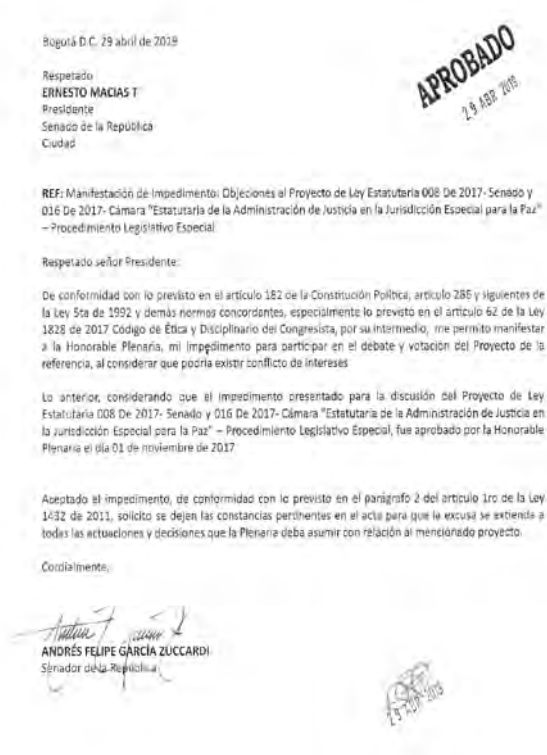 Bogotá D.C. 29 abril de 2019
APROBADO
29 ABR 2019
Respetado
ERNESTO MACIAS T
Presidente
Senado de la República
Ciudad
REF: Manifestación de Impedimento: Objeciones al Proyecto de Ley Estatutaria 008 De 2017- Senado y
016 De 2017- Cámara "Estatutaria de la Administración de Justicia en la Jurisdicción Especial para la Paz"
– Procedimiento Legislativo Especial
Respetado señor Presidente:
De conformidad con lo previsto en el artículo 182 de la Constitución Política, artículo 286 y siguientes de
la Ley 5ta de 1992 y demás normas concordantes, especialmente lo previsto en el artículo 62 de la Ley
1828 de 2017 Código de Ética y Disciplinario del Congresista, por su intermedio, me permito manifestar
a la Honorable Plenaria, mi impedimento para participar en el debate y votación del Proyecto de la
referencia, al considerar que podría existir conflicto de intereses
Lo anterior, considerando que el impedimento presentado para la discusión del Proyecto de Ley
Estatutaria 008 De 2017- Senado y 016 De 2017- Cámara "Estatutaria de la Administración de Justicia en
la Jurisdicción Especial para la Paz" – Procedimiento Legislativo Especial, fue aprobado por la Honorable
Plenaria el día 01 de noviembre de 2017
Aceptado el impedimento, de conformidad con lo previsto en el parágrafo 2 del artículo 1ro de la Ley
1432 de 2011, solicito se dejen las constancias pertinentes en el acta para que la excusa se extienda a
todas las actuaciones y decisiones que la Plenaria deba asumir con relación al mencionado proyecto.
Cordialmente,
ANDRÉS FELIPE GARCÍA ZUCCARDI
Senador de la República
29 ABR 2019